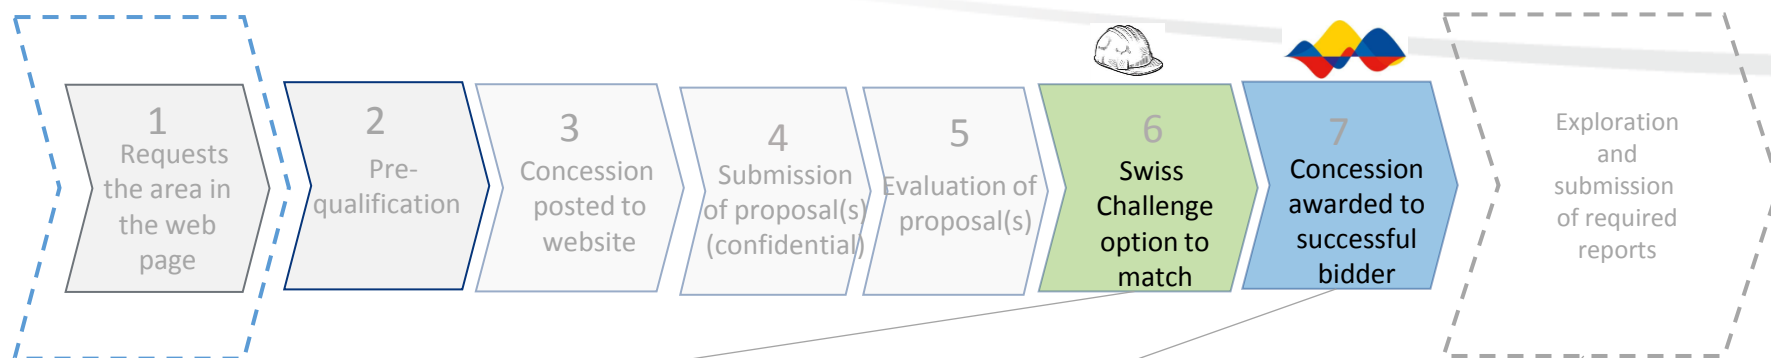 1
Requests
the area in
the web
page
2
Pre-
qualification
3
Concession
posted to
website
4
Submission
of proposal(s)
(confidential)
5
Evaluation of
proposal(s)
6
Swiss
Challenge
option to
match
7
Concession
awarded to
successful
bidder
Exploration
and
submission
of required
reports